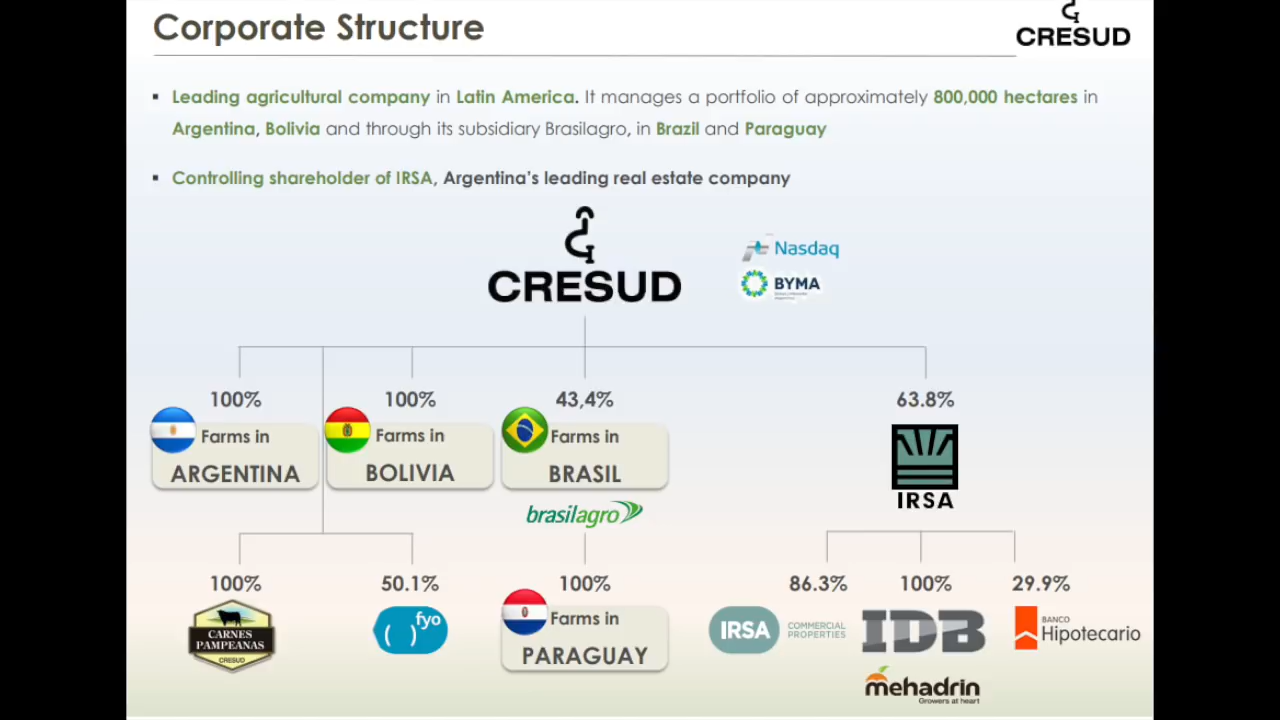 Corporate Structure
CRESUD
▪ Leading agricultural company in Latin America. It manages a portfolio of approximately 800,000 hectares in
Argentina, Bolivia and through its subsidiary Brasilagro, in Brazil and Paraguay
▪ Controlling shareholder of IRSA, Argentina's leading real estate company
CRESUD
Nasdaq
BYMA
100%
100%
43,4%
63.8%
Farms in
ARGENTINA
Farms in
BOLIVIA
Farms in
BRASIL
IRSA
brasilagro
100%
50.1%
100%
86.3%
100%
29.9%
CARNES
PAMPEANAS
CRESUD
( ) fyo
Farms in
PARAGUAY
IRSA
COMMERCIAL
PROPERTIES
IDB
BANCO
Hipotecario
mehadrin
Growers at heart